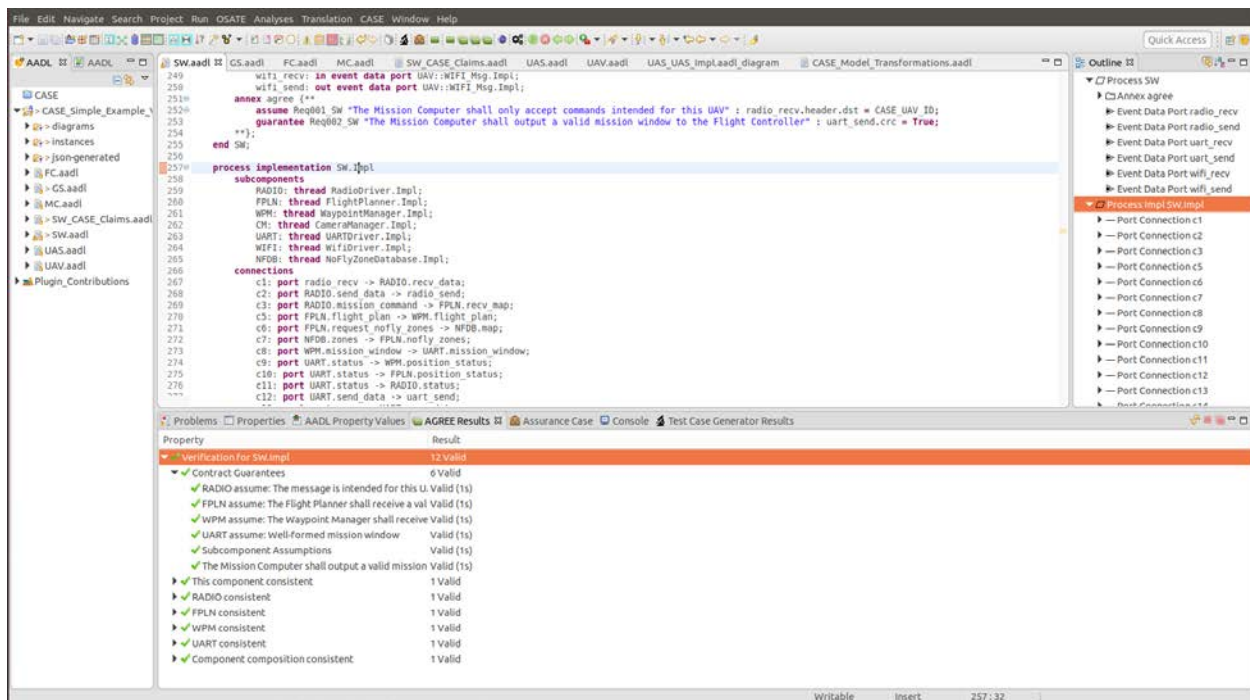 File Edit Navigate Search Project Run OSATE Analyses Translation CASE Window Help
Quick Access
AADL AADL
CASE
CASE_Simple_Example_V
> diagrams
> instances
> json-generated
FC.aadl
> GS.aadl
MC.aadl
> SW_CASE_Claims.aadl
> SW.aadl
UAS.aadl
UAV.aadl
Plugin_Contributions
SW.aadl GS.aadl FC.aadl MC.aadl SW_CASE_Claims.aadl UAS.aadl UAV.aadl UAS_UAS_Impl.aadl_diagram CASE_Model_Transformations.aadl
249 wifi_recv: in event data port UAV::WIFI_Msg.Impl;
250 wifi_send: out event data port UAV::WIFI_Msg.Impl;
251 annex agree {**
252 assume Req001_SW "The Mission Computer shall only accept commands intended for this UAV" : radio_recv.header.dst = CASE_UAV_ID;
253 guarantee Req002_SW "The Mission Computer shall output a valid mission window to the Flight Controller" : uart_send.crc = True;
254 **};
255 end SW;
256
257 process implementation SW.Impl
258 subcomponents
259 RADIO: thread RadioDriver.Impl;
260 FPLN: thread FlightPlanner.Impl;
261 WPM: thread WaypointManager.Impl;
262 CM: thread CameraManager.Impl;
263 UART: thread UARTDriver.Impl;
264 WIFI: thread WifiDriver.Impl;
265 NFDB: thread NoFlyZoneDatabase.Impl;
266 connections
267 c1: port radio_recv -> RADIO.recv_data;
268 c2: port RADIO.send_data -> radio_send;
269 c3: port RADIO.mission_command -> FPLN.recv_map;
270 c5: port FPLN.flight_plan -> WPM.flight_plan;
271 c6: port FPLN.request_nofly_zones -> NFDB.map;
272 c7: port NFDB.zones -> FPLN.nofly_zones;
273 c8: port WPM.mission_window -> UART.mission_window;
274 c9: port UART.status -> WPM.position_status;
275 c10: port UART.status -> FPLN.position_status;
276 c11: port UART.status -> RADIO.status;
c12: port UART.send_data -> uart_send;
Outline
Process SW
Annex agree
Event Data Port radio_recv
Event Data Port radio_send
Event Data Port uart_recv
Event Data Port uart_send
Event Data Port wifi_recv
Event Data Port wifi_send
Process Impl SW.Impl
Port Connection c1
Port Connection c2
Port Connection c3
Port Connection c5
Port Connection c6
Port Connection c7
Port Connection c8
Port Connection c9
Port Connection c10
Port Connection c11
Port Connection c12
Port Connection c13
Problems Properties AADL Property Values AGREE Results Assurance Case Console Test Case Generator Results
Property Result
Verification for SW.Impl 12 Valid
Contract Guarantees 6 Valid
RADIO assume: The message is intended for this U. Valid (1s)
FPLN assume: The Flight Planner shall receive a val Valid (1s)
WPM assume: The Waypoint Manager shall receive Valid (1s)
UART assume: Well-formed mission window Valid (1s)
Subcomponent Assumptions Valid (1s)
The Mission Computer shall output a valid mission Valid (1s)
This component consistent 1 Valid
RADIO consistent 1 Valid
FPLN consistent 1 Valid
WPM consistent 1 Valid
UART consistent 1 Valid
Component composition consistent 1 Valid
Writable Insert 257:32